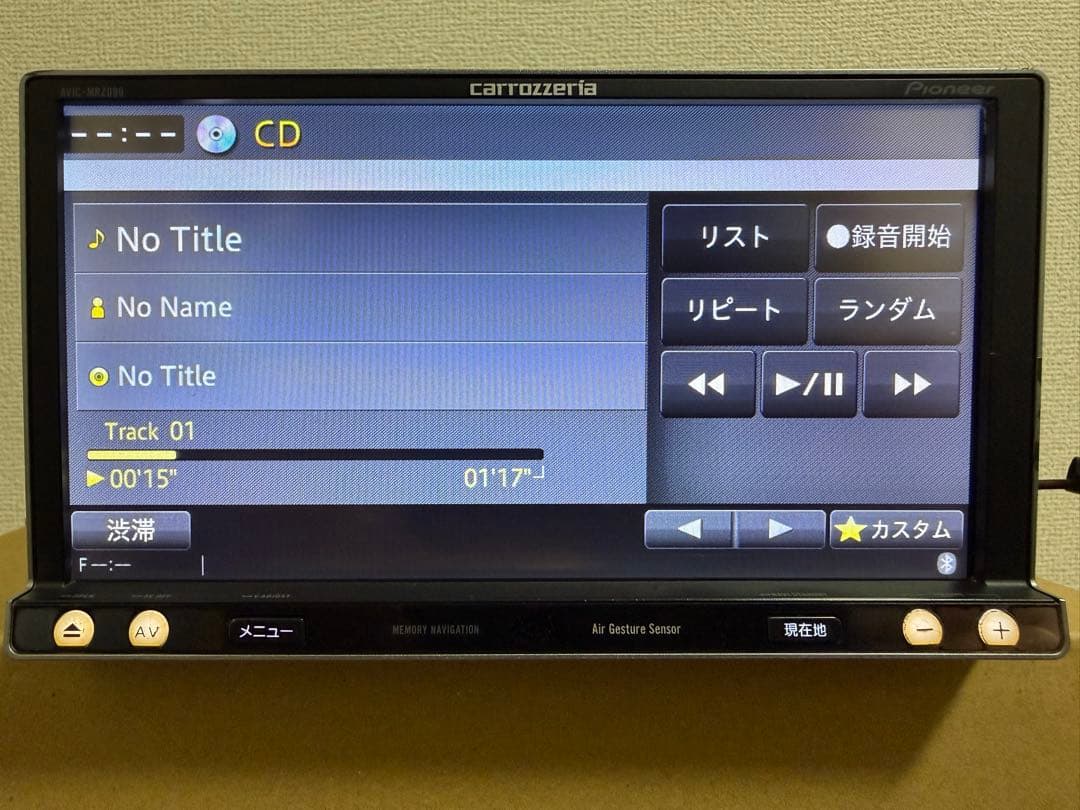 carrozzeria
Pioneer
--:-- CD
No Title
No Name
No Title
Track 01
00'15" 01'17"
リスト ●録音開始
リピート ランダム
渋滞
カスタム
F--:--
AV メニュー MEMORY NAVIGATION Air Gesture Sensor 現在地 - +